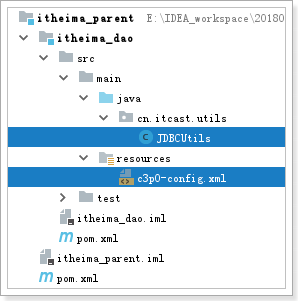 itheima_parent E:\IDEA_workspace\20180
itheima_dao
src
main
java
cn.itcast.utils
JDBCUtils
resources
c3p0-config.xml
test
itheima_dao.iml
pom.xml
itheima_parent.iml
pom.xml